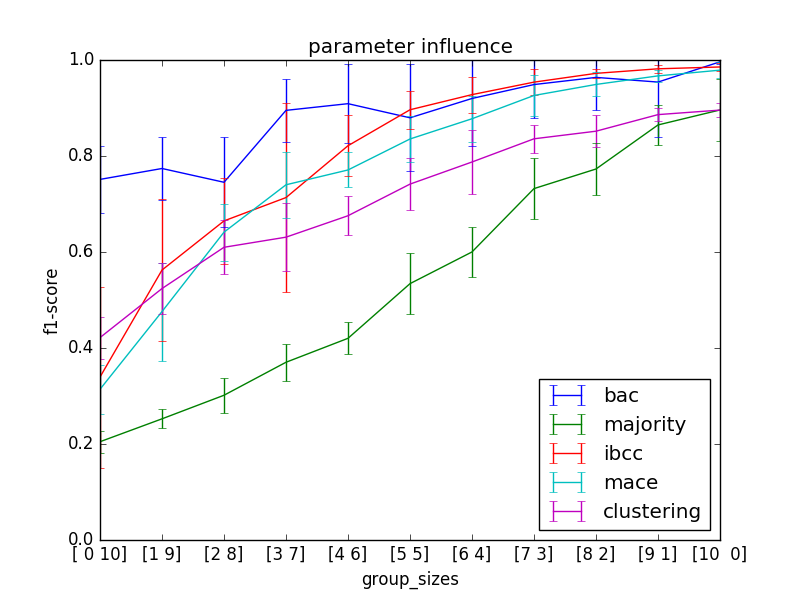 parameter influence
1.0
0.8
0.6
0.4
0.2
0.0
f1-score
[ 0 10] [1 9] [2 8] [3 7] [4 6] [5 5] [6 4] [7 3] [8 2] [9 1] [10  0]
group_sizes
bac
majority
ibcc
mace
clustering